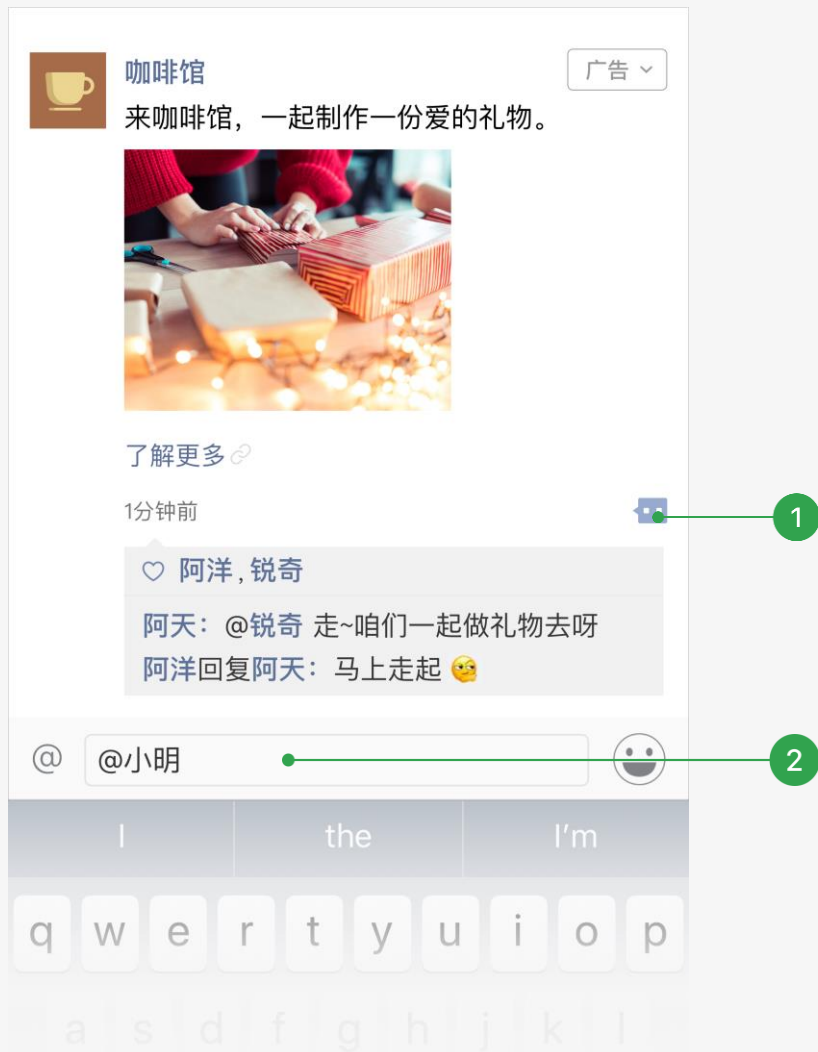 咖啡馆
广告
来咖啡馆，一起制作一份爱的礼物。
了解更多
1分钟前
1
阿洋,锐奇
阿天：@锐奇 走~咱们一起做礼物去呀
阿洋回复阿天：马上走起 🤔
@ @小明
2
I the I'm
q w e r t y u i o p
a s d f g h j k l